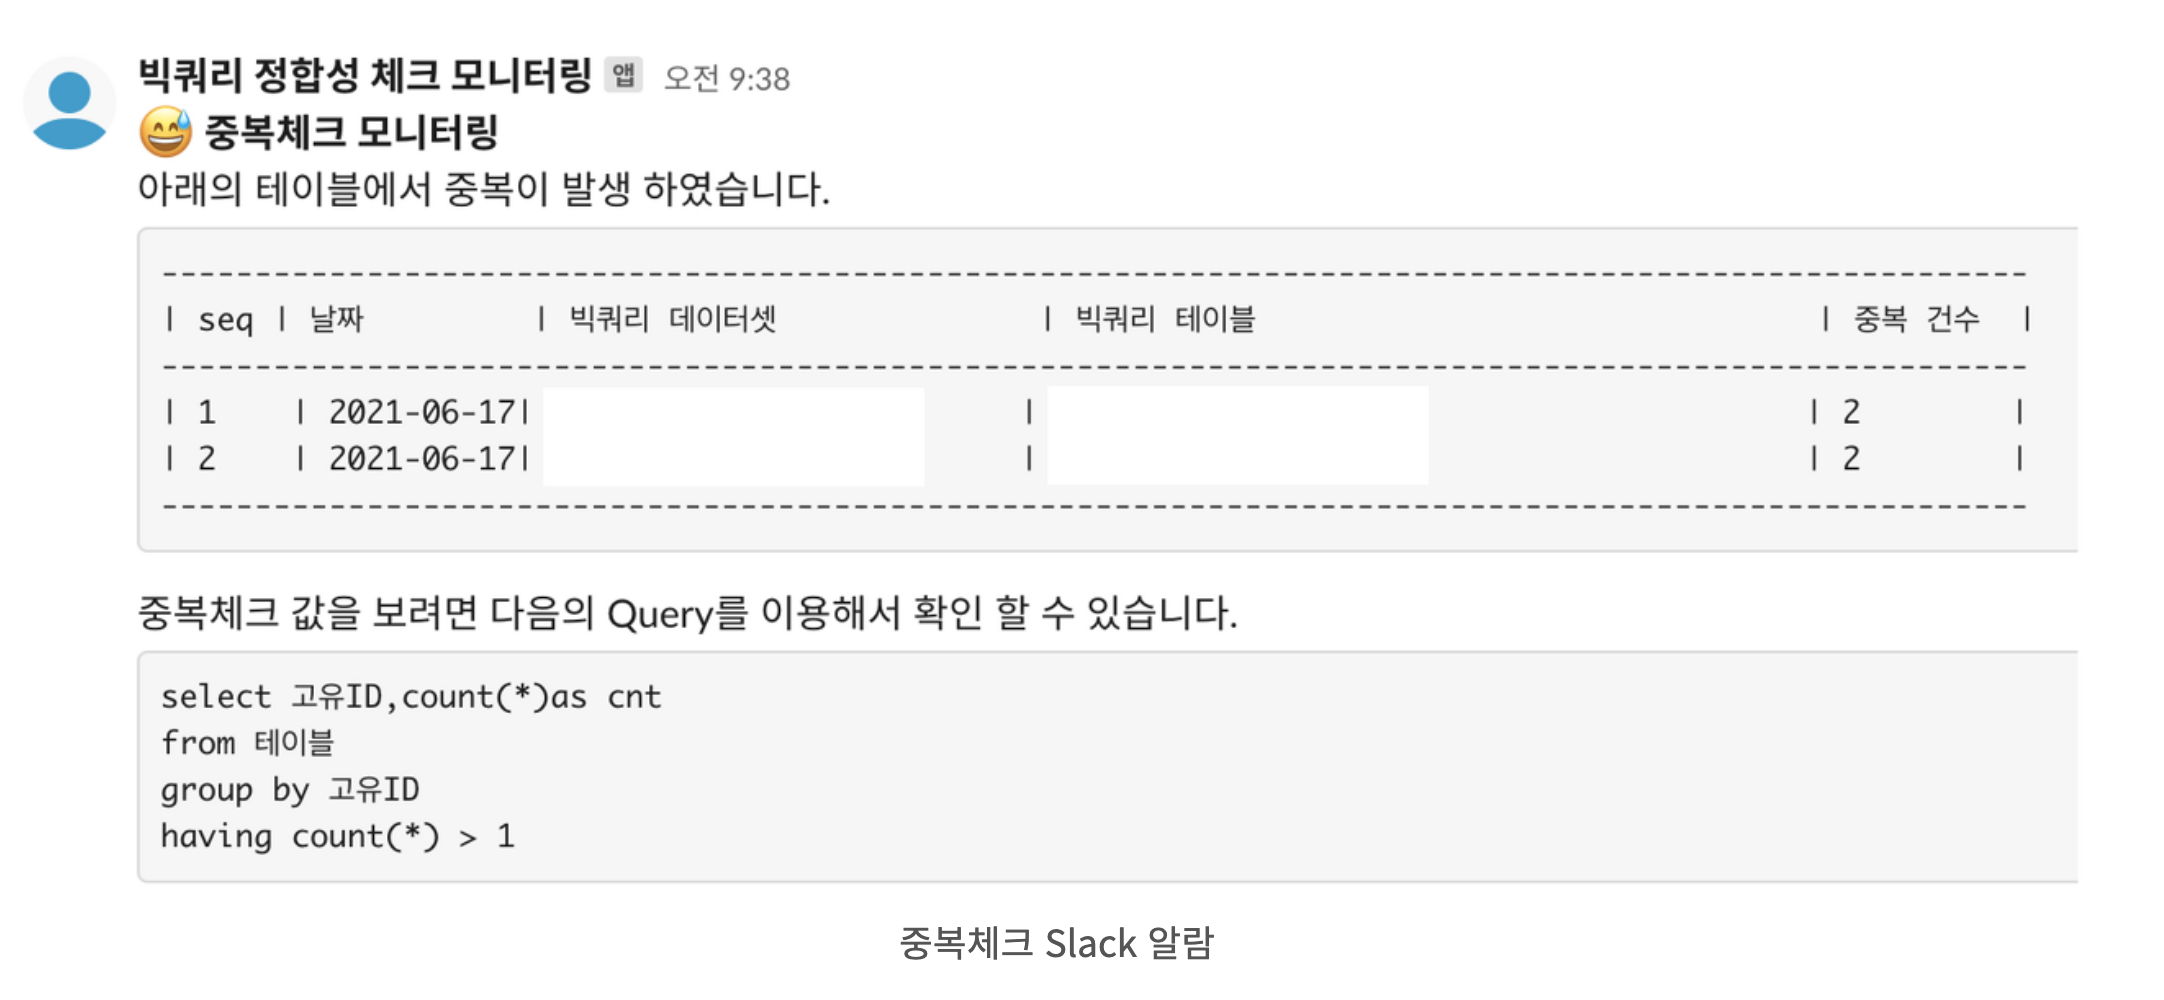 빅쿼리 정합성 체크 모니터링 앱 오전 9:38
😅 중복체크 모니터링
아래의 테이블에서 중복이 발생 하였습니다.
----------------------------------------------------------------------------------------------------
| seq | 날짜 | 빅쿼리 데이터셋 | 빅쿼리 테이블 | 중복 건수 |
----------------------------------------------------------------------------------------------------
| 1 | 2021-06-17| | | 2 |
| 2 | 2021-06-17| | | 2 |
----------------------------------------------------------------------------------------------------
중복체크 값을 보려면 다음의 Query를 이용해서 확인 할 수 있습니다.
select 고유ID,count(*)as cnt
from 테이블
group by 고유ID
having count(*) > 1
중복체크 Slack 알람